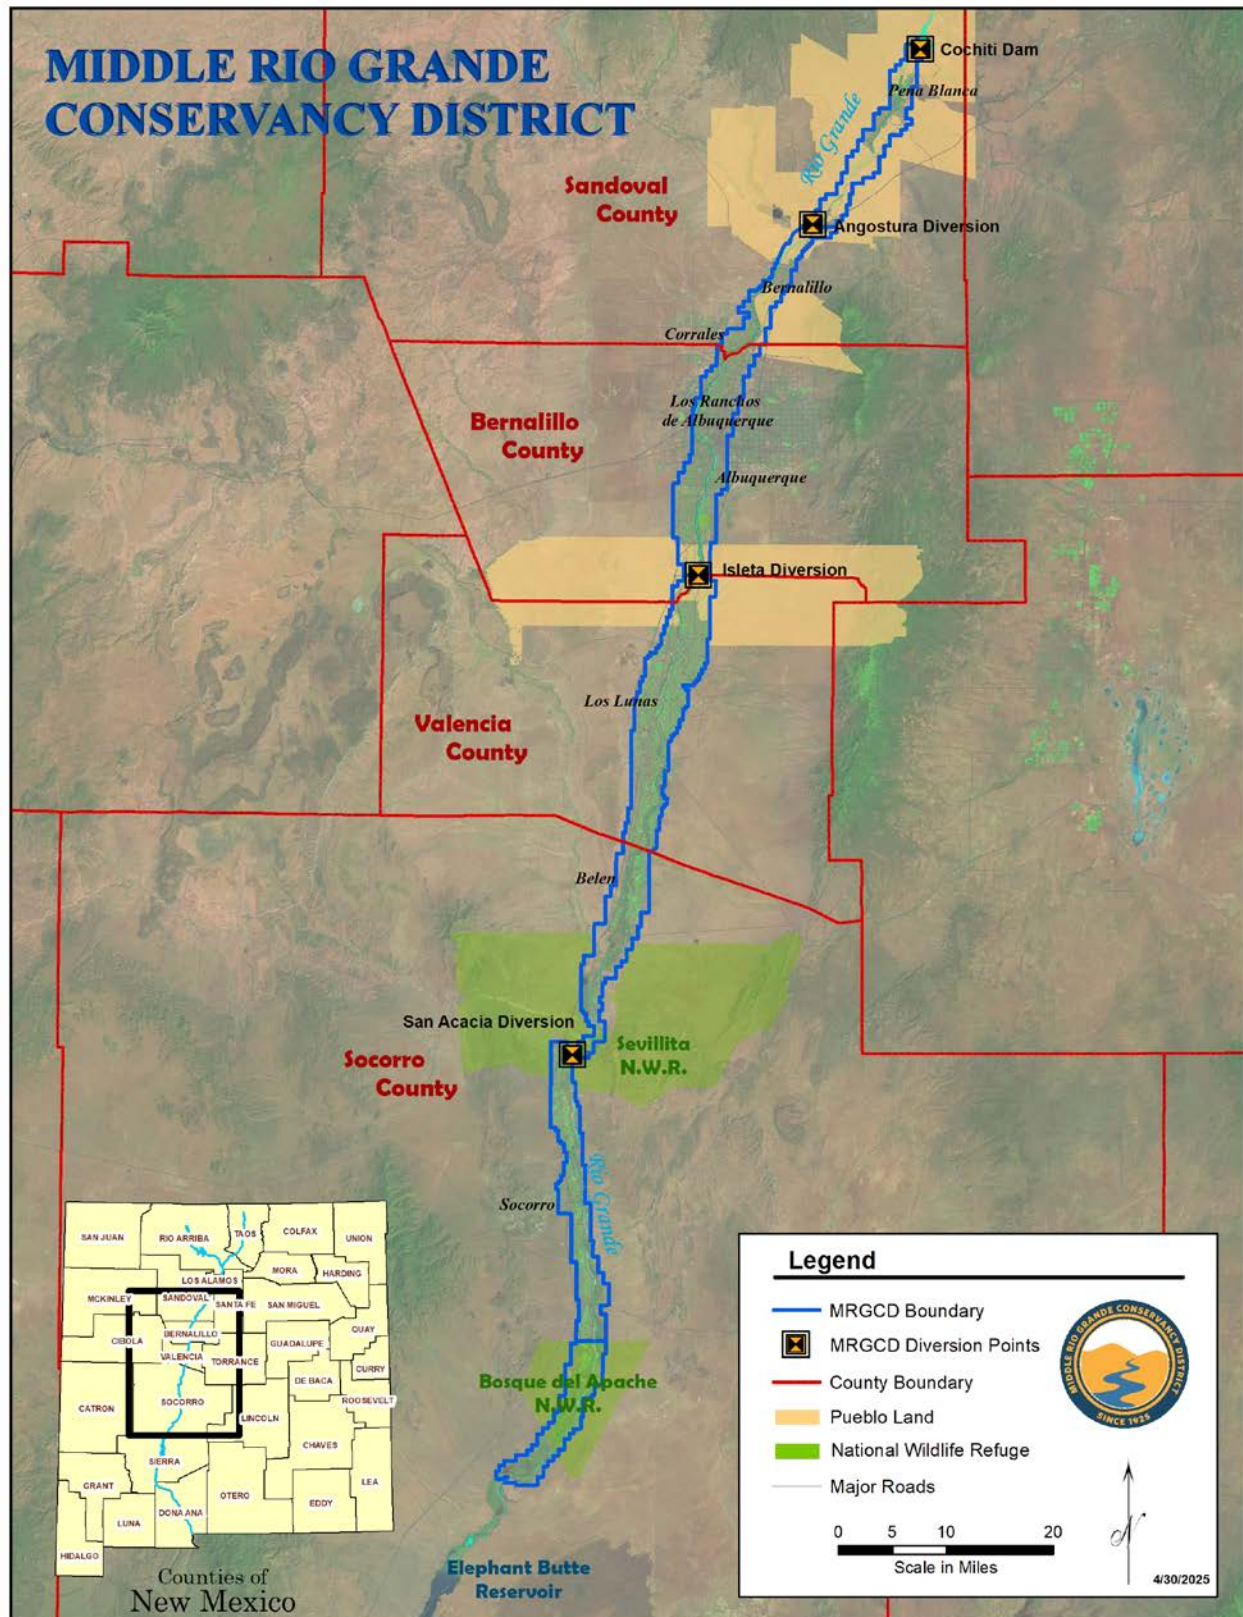 MIDDLE RIO GRANDE
CONSERVANCY DISTRICT
Cochiti Dam
Pena Blanca
Rio Grande
Sandoval
County
Angostura Diversion
Bernalillo
Corrales
Los Ranchos
de Albuquerque
Bernalillo
County
Albuquerque
Isleta Diversion
Los Lunas
Valencia
County
Belen
San Acacia Diversion
Sevillita
N.W.R.
Socorro
County
Rio Grande
Socorro
Bosque del Apache
N.W.R.
Elephant Butte
Reservoir
SAN JUAN
RIO ARRIBA
TAOS
COLFAX
UNION
LOS ALAMOS
MORA
HARDING
MCKINLEY
SANDOVAL
SANTA FE
SAN MIGUEL
CIBOLA
BERNALILLO
QUAY
GUADALUPE
VALENCIA
TORRANCE
CURRY
DE BACA
CATRON
SOCORRO
ROOSEVELT
LINCOLN
CHAVES
SIERRA
GRANT
OTERO
EDDY
LEA
LUNA
DONA ANA
HIDALGO
Counties of
New Mexico
Legend
MRGCD Boundary
MRGCD Diversion Points
County Boundary
Pueblo Land
National Wildlife Refuge
Major Roads
MIDDLE RIO GRANDE CONSERVANCY DISTRICT
SINCE 1925
0 5 10 20
Scale in Miles
N
4/30/2025